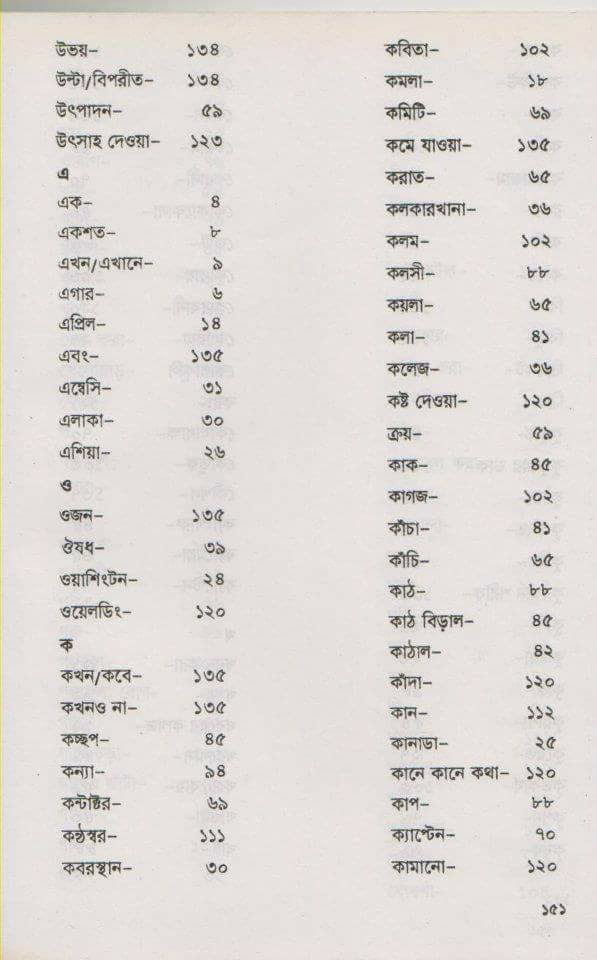 উভয়– ১৩৪
উল্টা/বিপরীত– ১৩৪
উৎপাদন– ৫৯
উৎসাহ দেওয়া– ১২৩
এ
এক– ৪
একশত– ৮
এখন/এখানে– ৯
এগার– ৬
এপ্রিল– ১৪
এবং– ১৩৫
এম্বেসি– ৩১
এলাকা– ৩০
এশিয়া– ২৬
ও
ওজন– ১৩৫
ঔষধ– ৩৯
ওয়াশিংটন– ২৪
ওয়েলডিং– ১২০
ক
কখন/কবে– ১৩৫
কখনও না– ১৩৫
কচ্ছপ– ৪৫
কন্যা– ৯৪
কন্টাক্টর– ৬৯
কণ্ঠস্বর– ১১১
কবরস্থান– ৩০
কবিতা– ১০২
কমলা– ১৮
কমিটি– ৬৯
কমে যাওয়া– ১৩৫
করাত– ৬৫
কলকারখানা– ৩৬
কলম– ১০২
কলসী– ৮৮
কয়লা– ৬৫
কলা– ৪১
কলেজ– ৩৬
কষ্ট দেওয়া– ১২০
ক্রয়– ৫৯
কাক– ৪৫
কাগজ– ১০২
কাঁচা– ৪১
কাঁচি– ৬৫
কাঠ– ৮৮
কাঠ বিড়াল– ৪৫
কাঠাল– ৪২
কাঁদা– ১২০
কান– ১১২
কানাডা– ২৫
কানে কানে কথা– ১২০
কাপ– ৮৮
ক্যাপ্টেন– ৭০
কামানো– ১২০
১৫১